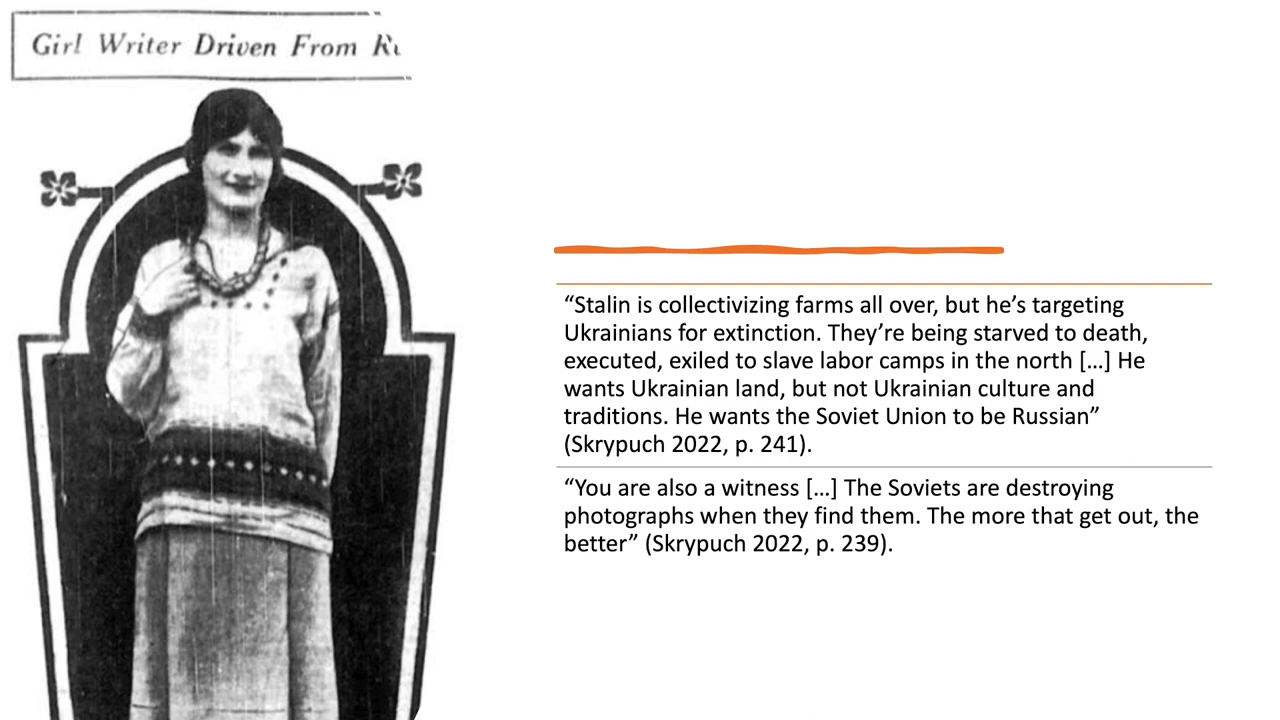 Girl Writer Driven From
“Stalin is collectivizing farms all over, but he’s targeting
Ukrainians for extinction. They’re being starved to death,
executed, exiled to slave labor camps in the north […] He
wants Ukrainian land, but not Ukrainian culture and
traditions. He wants the Soviet Union to be Russian”
(Skrypuch 2022, p. 241).
“You are also a witness […] The Soviets are destroying
photographs when they find them. The more that get out, the
better” (Skrypuch 2022, p. 239).